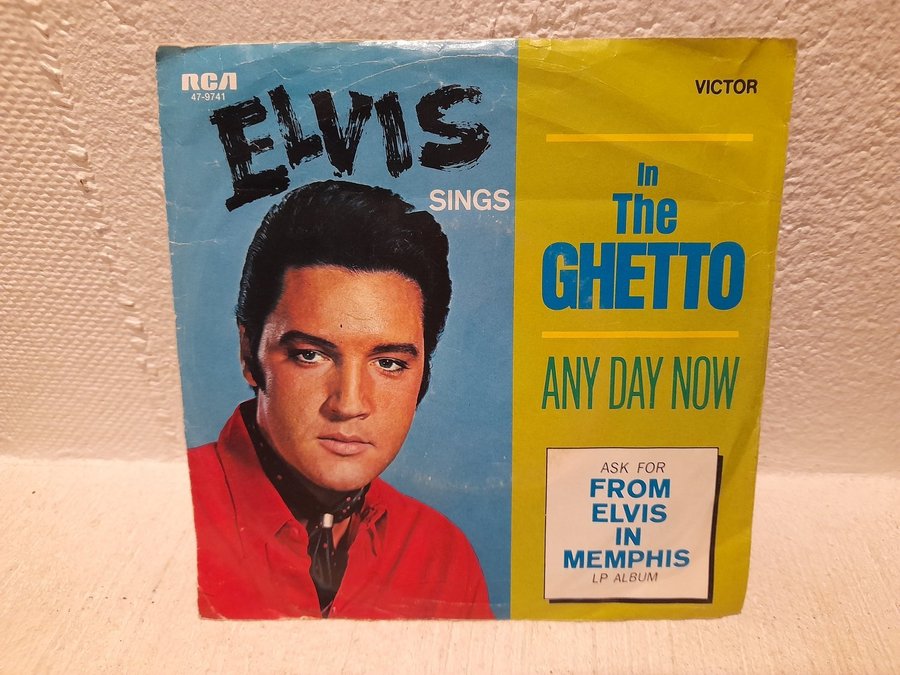 RCA
47-9741
ELVIS
SINGS
VICTOR
In
The
GHETTO
ANY DAY NOW
ASK FOR
FROM
ELVIS
IN
MEMPHIS
LP ALBUM